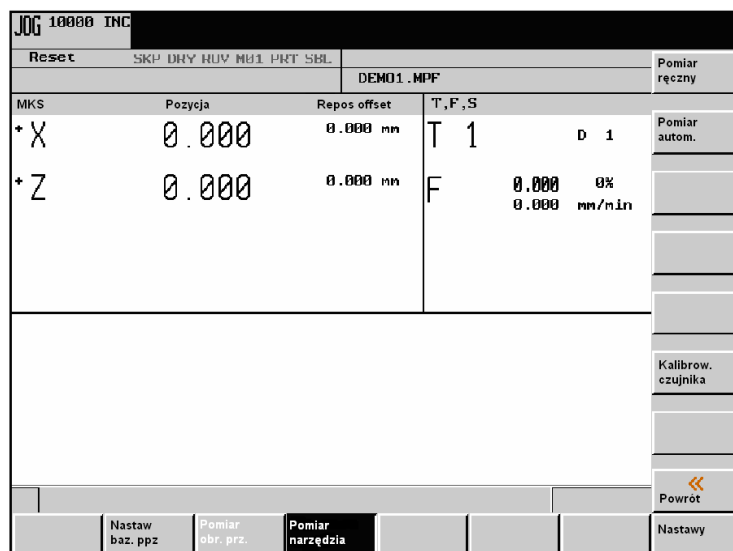 JOG 10000 INC
Reset SKP DRY ROV M01 PRT SBL
DEMO1.MPF
Pomiar
ręczny
MKS Pozycja Repos offset T,F,S
+X 0.000 0.000 mm T 1 D 1
Pomiar
autom.
+Z 0.000 0.000 mm F 0.000 0%
0.000 mm/min
Kalibrow.
czujnika
«
Powrót
Nastaw
baz. ppz
Pomiar
obr. prz.
Pomiar
narzędzia
Nastawy